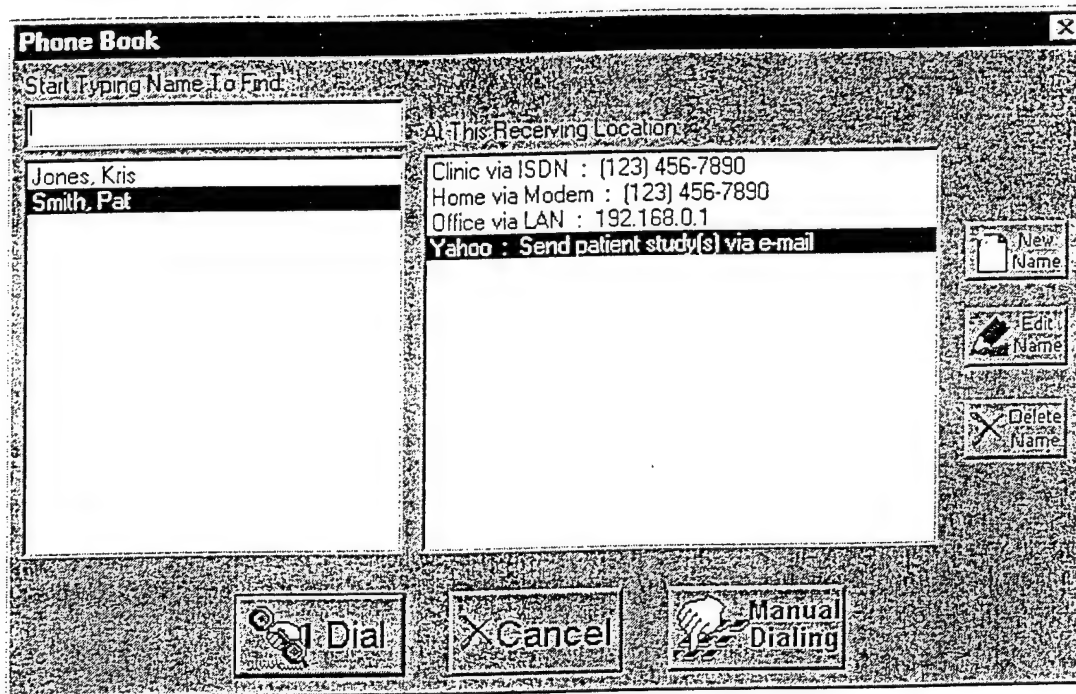 Phone Book
Start Typing Name To Find:
At This Receiving Location:
Jones, Kris
Smith, Pat
Clinic via ISDN : (123) 456-7890
Home via Modem : (123) 456-7890
Office via LAN : 192.168.0.1
Yahoo : Send patient study(s) via e-mail
New
Name
Edit
Name
Delete
Name
Dial
Cancel
Manual
Dialing